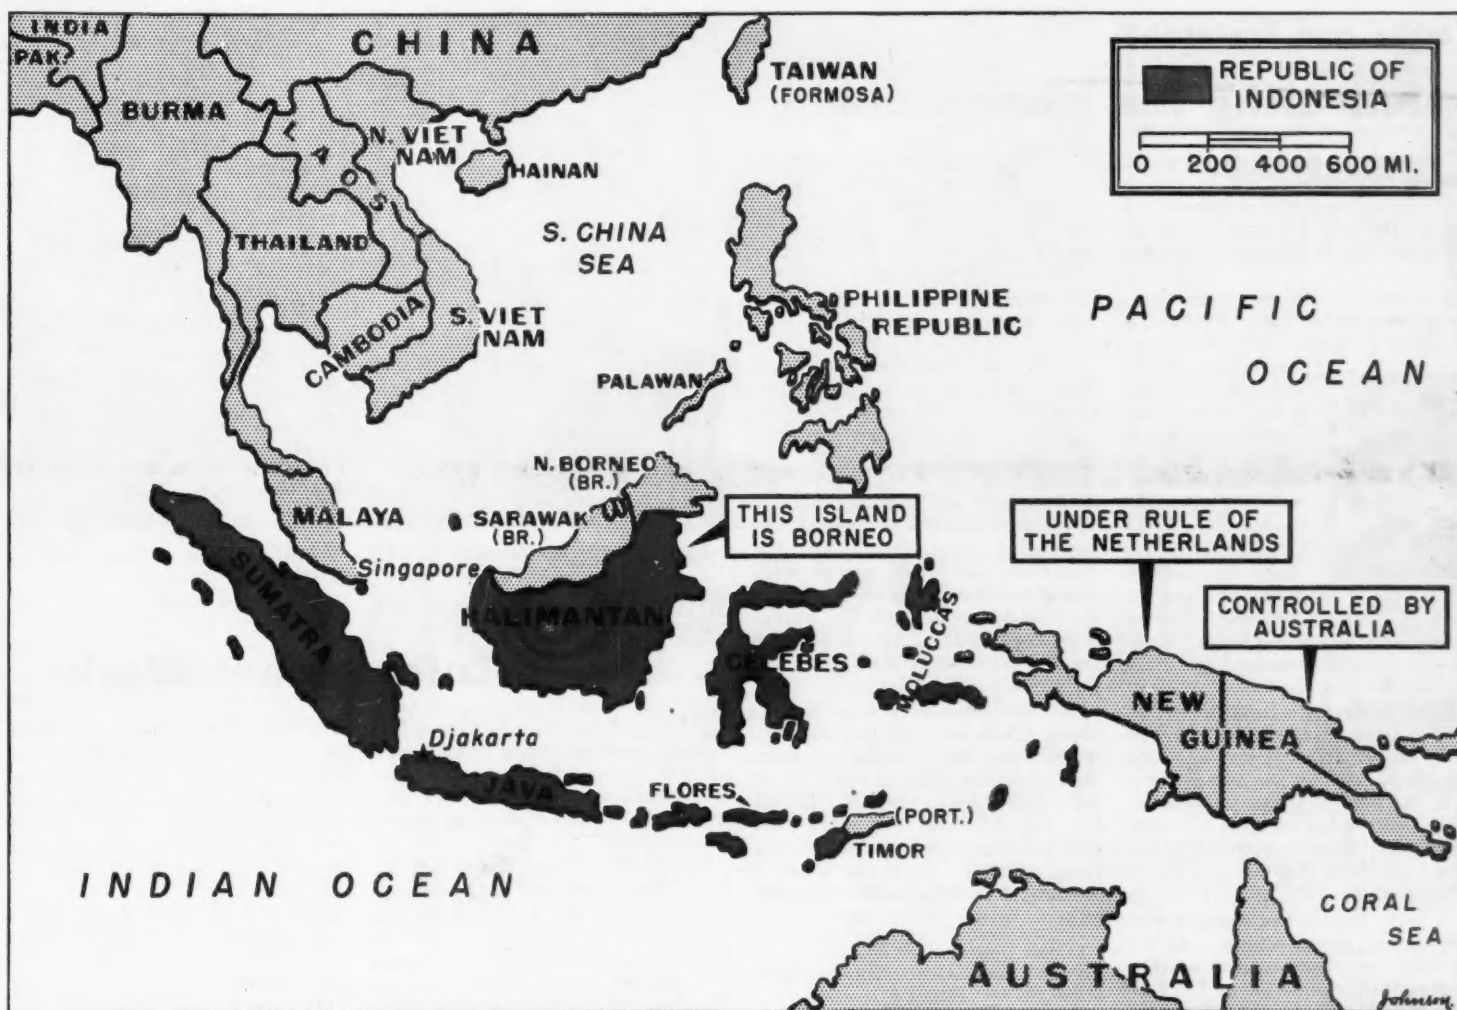 INDIA
PAK.
CHINA
BURMA
LAOS
N. VIET
NAM
HAINAN
TAIWAN
(FORMOSA)
REPUBLIC OF
INDONESIA
0 200 400 600 MI.
THAILAND
S. CHINA
SEA
CAMBODIA
S. VIET
NAM
PHILIPPINE
REPUBLIC
PACIFIC
OCEAN
PALAWAN
N. BORNEO
(BR.)
MALAYA
SARAWAK
(BR.)
THIS ISLAND
IS BORNEO
UNDER RULE OF
THE NETHERLANDS
CONTROLLED BY
AUSTRALIA
Singapore
SUMATRA
HALIMANTAN
CELEBES
MOLUCCAS
NEW
GUINEA
Djakarta
JAVA
FLORES
(PORT.)
TIMOR
INDIAN OCEAN
CORAL
SEA
AUSTRALIA
Johnson.